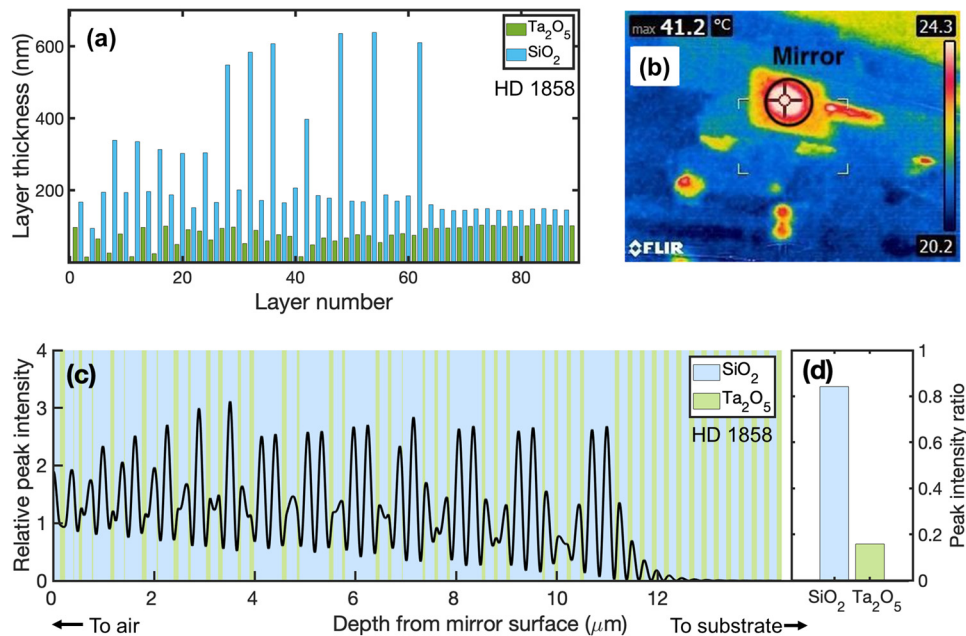 (a)
Ta2O5
SiO2
HD 1858
Layer thickness (nm)
600
400
200
0
20
40
60
80
Layer number
max 41.2 °C
24.3
(b)
Mirror
FLIR
20.2
(c)
SiO2
Ta2O5
HD 1858
Relative peak intensity
4
3
2
1
0
0
2
4
6
8
10
12
To air
Depth from mirror surface (μm)
To substrate
(d)
1
0.8
0.6
0.4
0.2
0
Peak intensity ratio
SiO2 Ta2O5